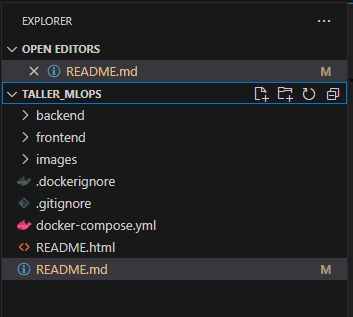 EXPLORER
OPEN EDITORS
README.md M
TALLER_MLOPS
backend
frontend
images
.dockerignore
.gitignore
docker-compose.yml
README.html
README.md M